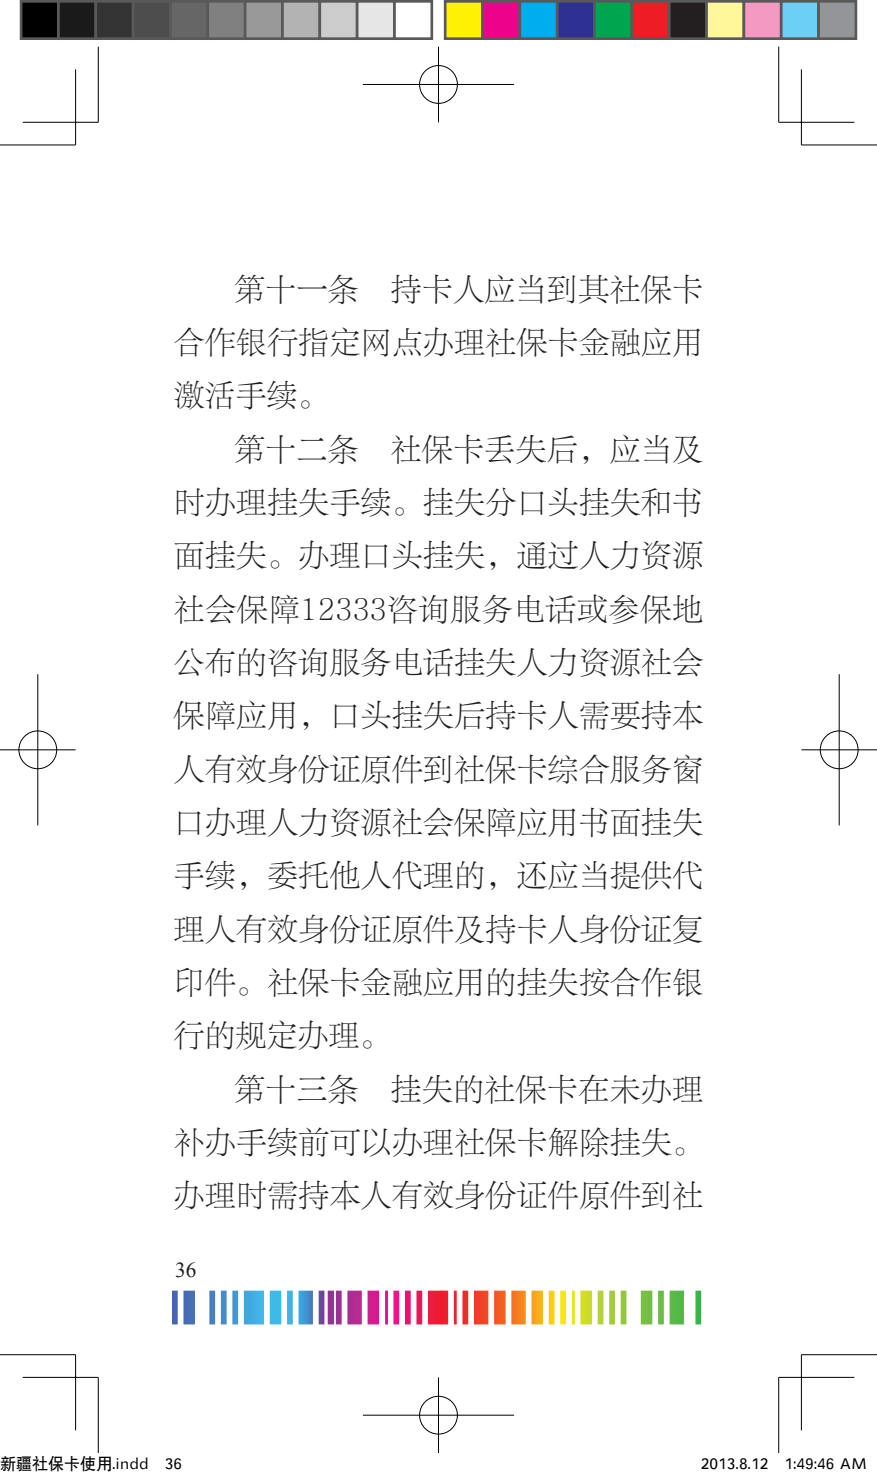 第十一条　持卡人应当到其社保卡
合作银行指定网点办理社保卡金融应用
激活手续。
第十二条　社保卡丢失后，应当及
时办理挂失手续。挂失分口头挂失和书
面挂失。办理口头挂失，通过人力资源
社会保障12333咨询服务电话或参保地
公布的咨询服务电话挂失人力资源社会
保障应用，口头挂失后持卡人需要持本
人有效身份证原件到社保卡综合服务窗
口办理人力资源社会保障应用书面挂失
手续，委托他人代理的，还应当提供代
理人有效身份证原件及持卡人身份证复
印件。社保卡金融应用的挂失按合作银
行的规定办理。
第十三条　挂失的社保卡在未办理
补办手续前可以办理社保卡解除挂失。
办理时需持本人有效身份证件原件到社
36
新疆社保卡使用.indd 36 2013.8.12 1:49:46 AM